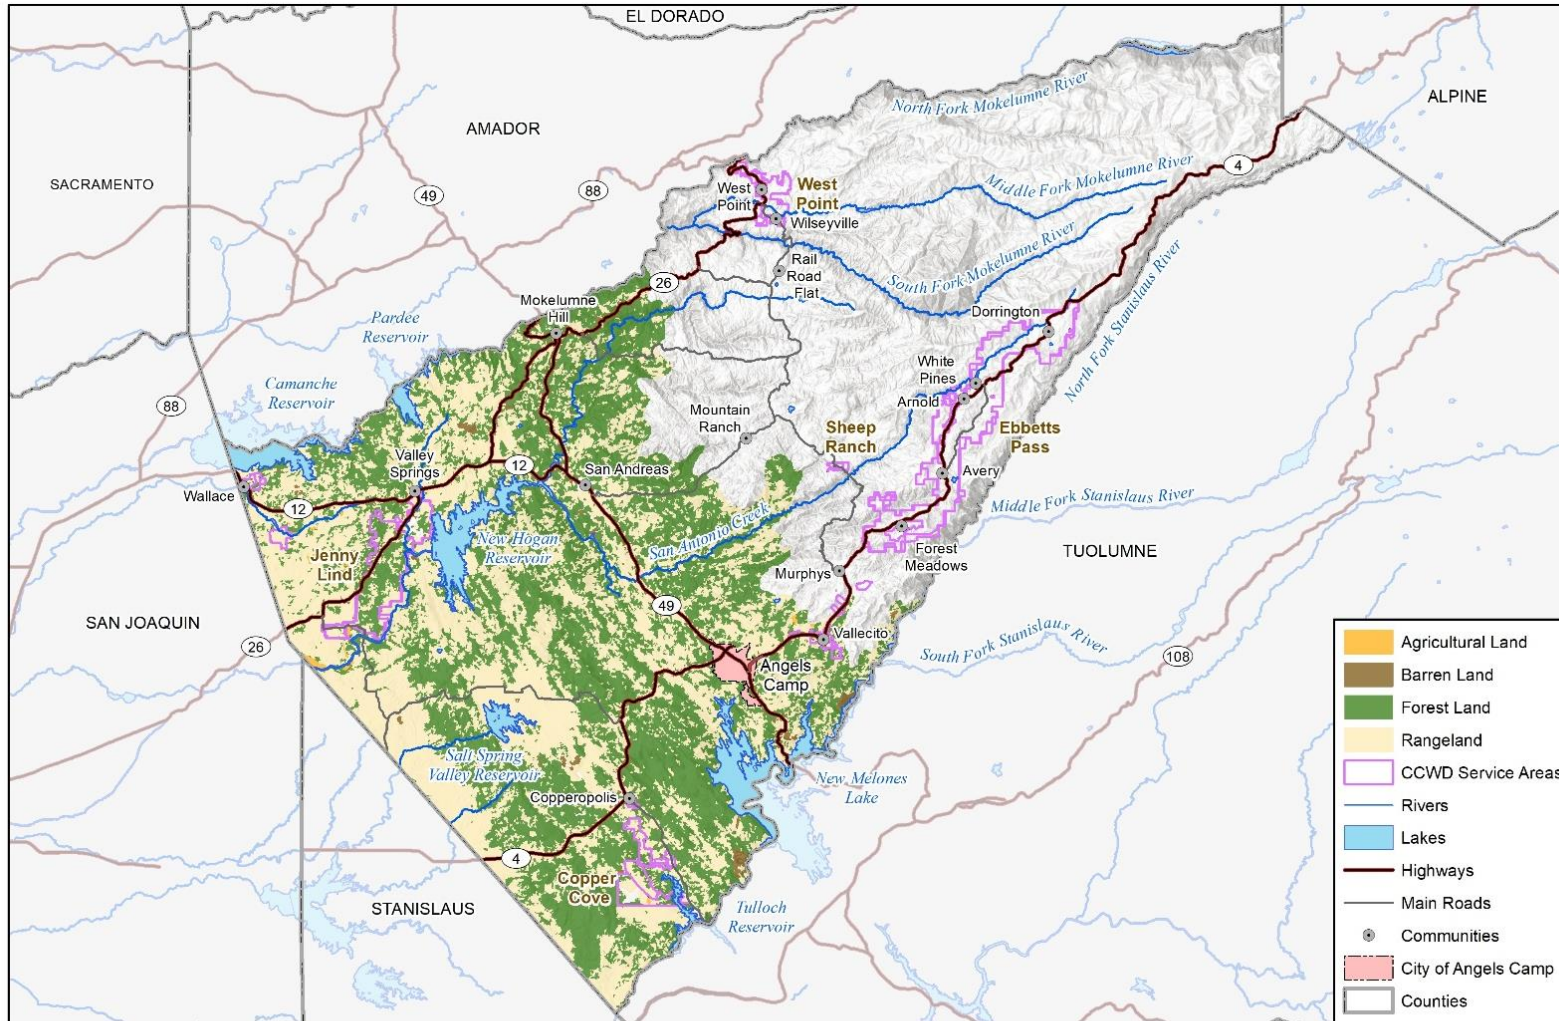 EL DORADO
ALPINE
AMADOR
SACRAMENTO
49
88
North Fork Mokelumne River
4
Middle Fork Mokelumne River
West
Point
West
Point
Wilseyville
South Fork Mokelumne River
Rail
Road
Flat
26
Mokelumne
Hill
Pardee
Reservoir
Dorrington
North Fork Stanislaus River
Camanche
Reservoir
88
White
Pines
Arnold
Mountain
Ranch
Sheep
Ranch
Ebbetts
Pass
Valley
Springs
12
San Andreas
Avery
Wallace
12
Middle Fork Stanislaus River
San Antonio Creek
New Hogan
Reservoir
Jenny
Lind
Forest
Meadows
TUOLUMNE
Murphys
49
SAN JOAQUIN
26
Vallecito
South Fork Stanislaus River
108
Angels
Camp
Salt Spring
Valley Reservoir
New Melones
Lake
Copperopolis
4
Copper
Cove
STANISLAUS
Tulloch
Reservoir
Agricultural Land
Barren Land
Forest Land
Rangeland
CCWD Service Areas
Rivers
Lakes
Highways
Main Roads
Communities
City of Angels Camp
Counties